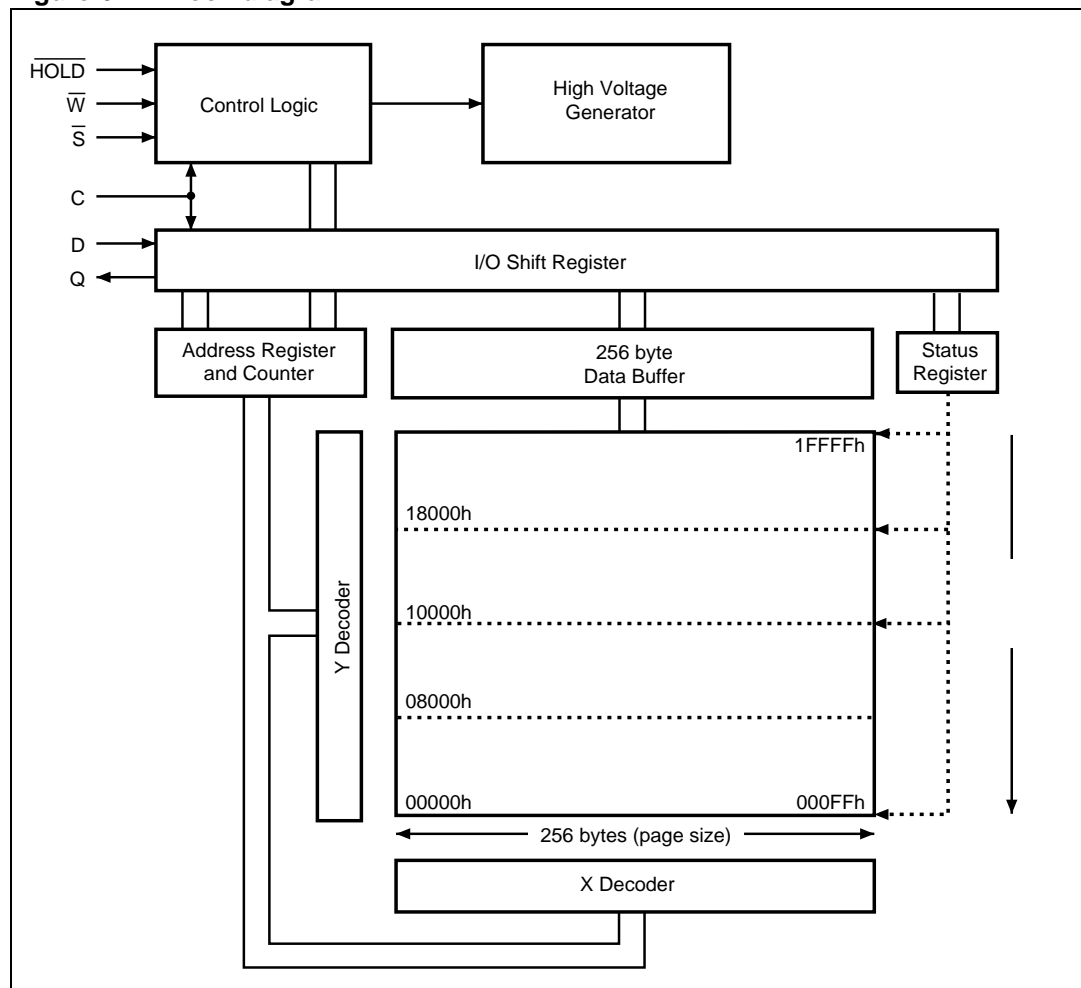 HOLD
W
S
C
D
Q
Control Logic
High Voltage
Generator
I/O Shift Register
Address Register
and Counter
256 byte
Data Buffer
Status
Register
Y Decoder
1FFFFh
18000h
10000h
08000h
00000h
000FFh
256 bytes (page size)
X Decoder